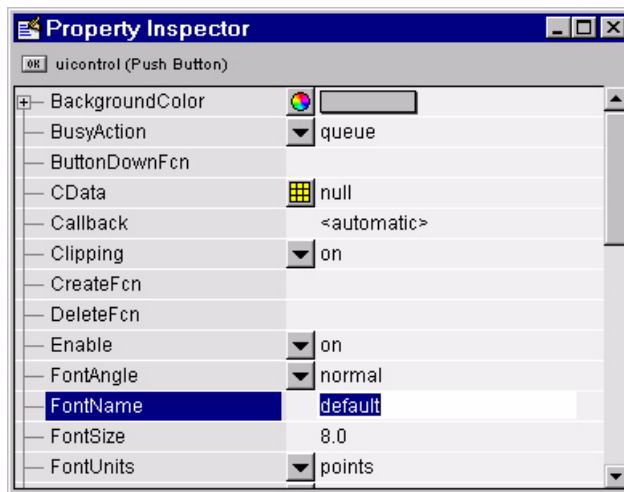 Property Inspector
OK uicontrol (Push Button)
BackgroundColor
BusyAction queue
ButtonDownFcn
CData null
Callback <automatic>
Clipping on
CreateFcn
DeleteFcn
Enable on
FontAngle normal
FontName default
FontSize 8.0
FontUnits points